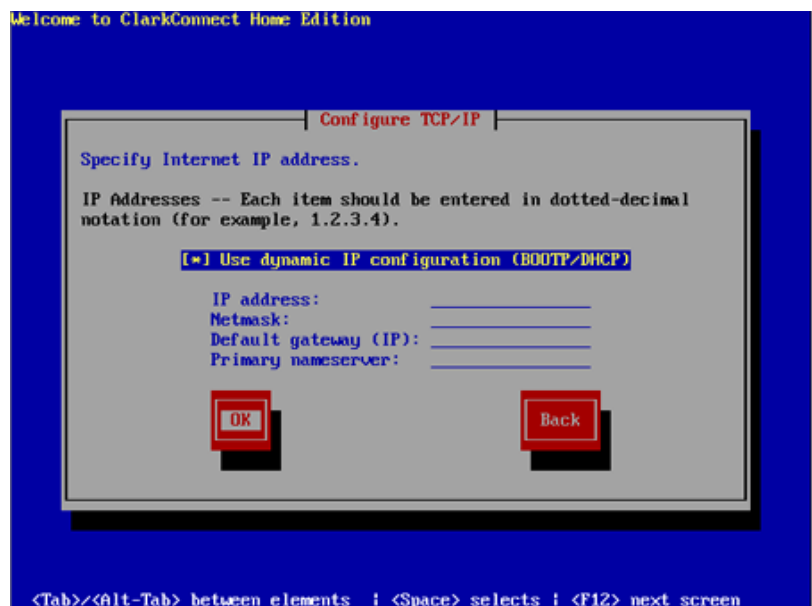 Welcome to ClarkConnect Home Edition
Configure TCP/IP
Specify Internet IP address.
IP Addresses -- Each item should be entered in dotted-decimal
notation (for example, 1.2.3.4).
[*] Use dynamic IP configuration (BOOTP/DHCP)
IP address:
Netmask:
Default gateway (IP):
Primary nameserver:
OK Back
<Tab>/<Alt-Tab> between elements | <Space> selects | <F12> next screen